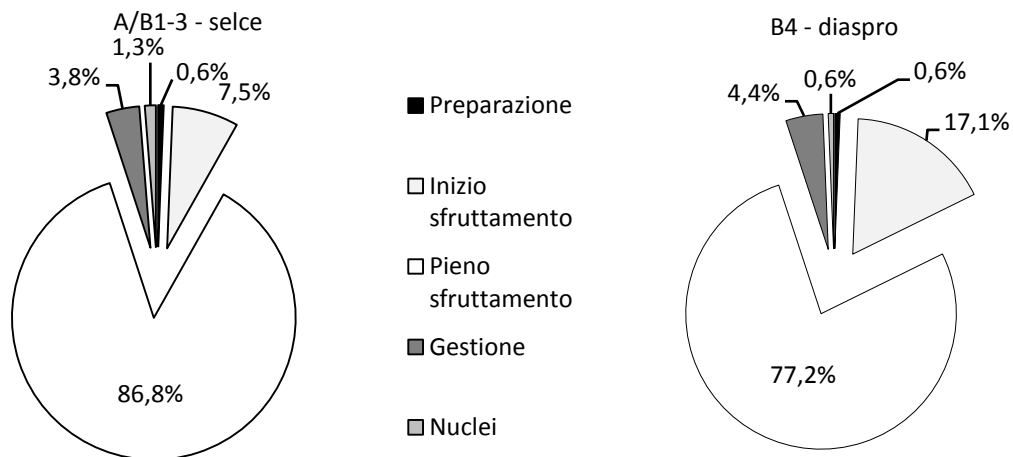 A/B1-3 - selce
1,3%
3,8%
0,6%
7,5%
86,8%
Preparazione
Inizio
sfruttamento
Pieno
sfruttamento
Gestione
Nuclei
B4 - diaspro
0,6%
0,6%
4,4%
17,1%
77,2%